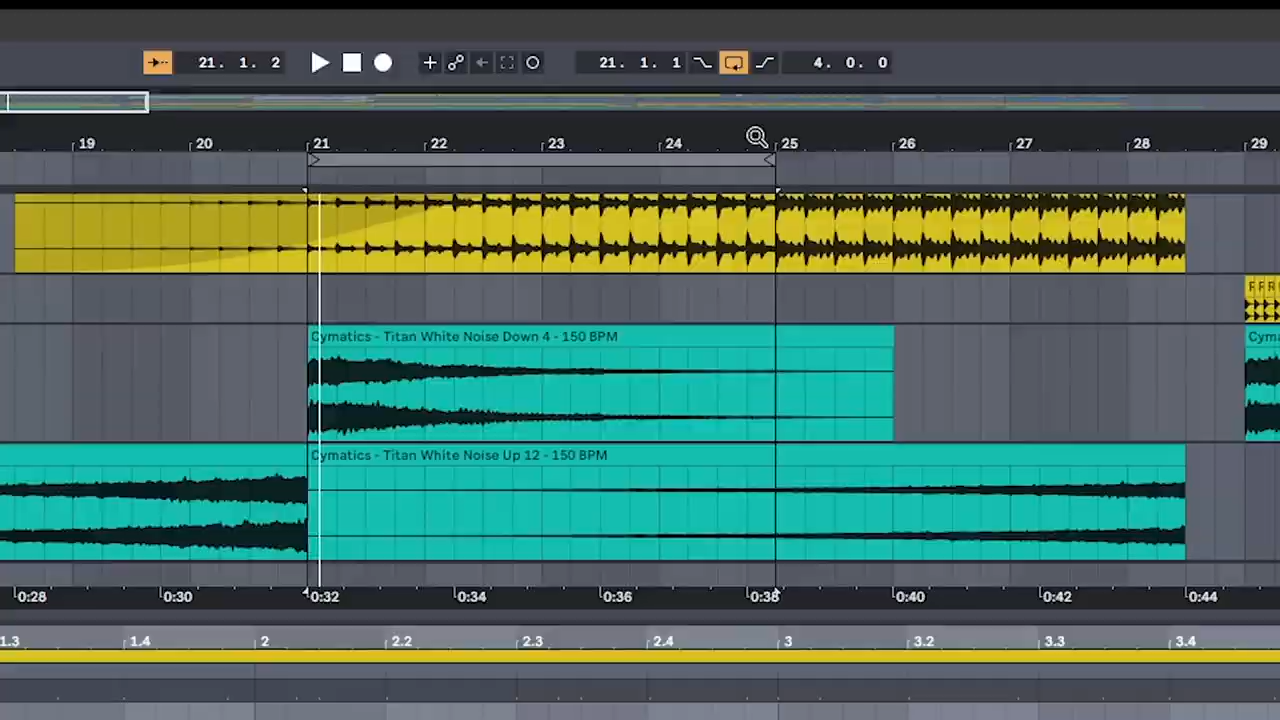 21. 1. 2
21. 1. 1
4. 0. 0
19 20 21 22 23 24 25 26 27 28 29
Cymatics - Titan White Noise Down 4 - 150 BPM
Cymatics - Titan White Noise Up 12 - 150 BPM
0:28 0:30 0:32 0:34 0:36 0:38 0:40 0:42 0:44
1.3 1.4 2 2.2 2.3 2.4 3 3.2 3.3 3.4